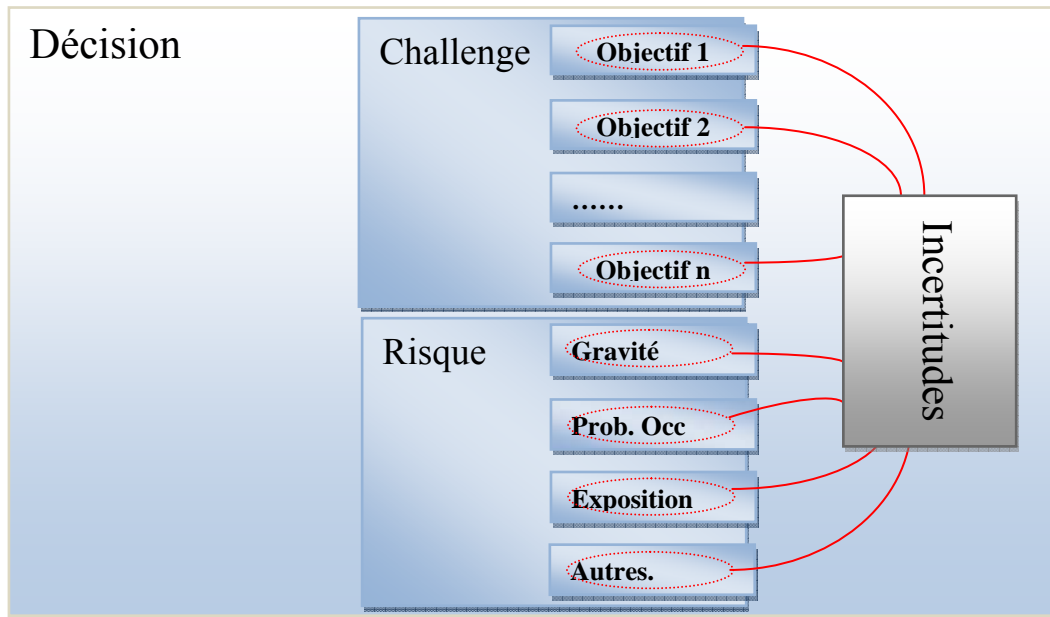 Décision
Challenge
Objectif 1
Objectif 2
......
Objectif n
Risque
Gravité
Prob. Occ
Exposition
Autres.
Incertitudes